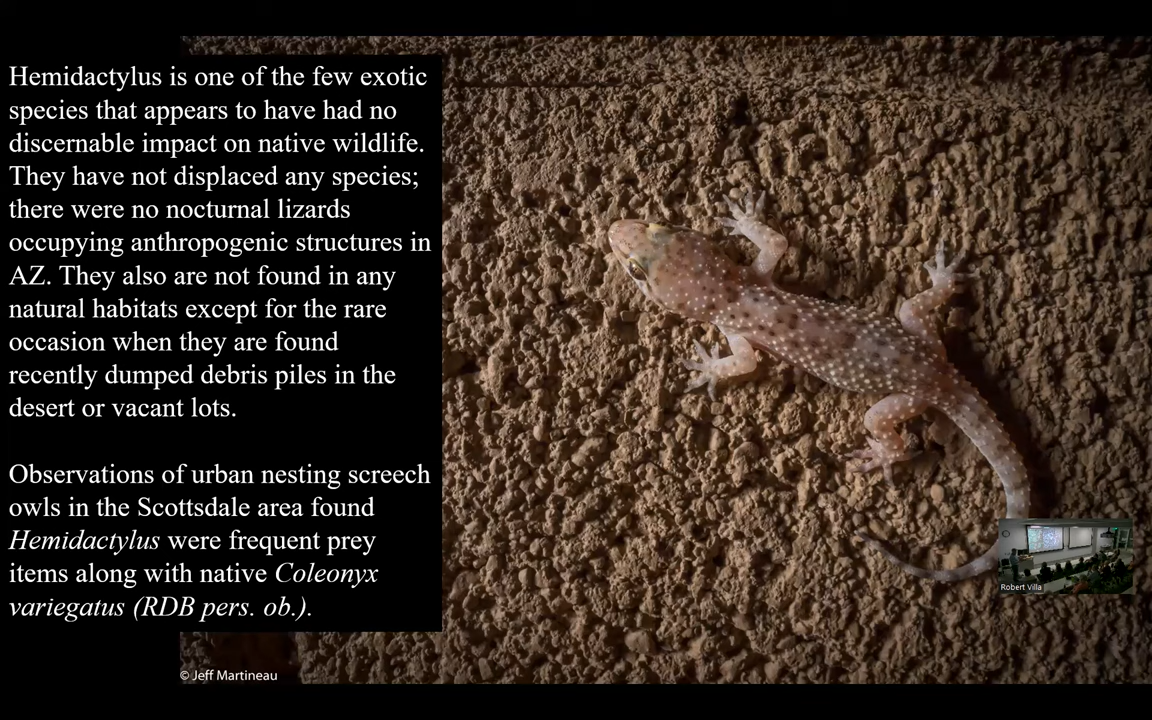 Hemidactylus is one of the few exotic
species that appears to have had no
discernable impact on native wildlife.
They have not displaced any species;
there were no nocturnal lizards
occupying anthropogenic structures in
AZ. They also are not found in any
natural habitats except for the rare
occasion when they are found
recently dumped debris piles in the
desert or vacant lots.
Observations of urban nesting screech
owls in the Scottsdale area found
Hemidactylus were frequent prey
items along with native Coleonyx
variegatus (RDB pers. ob.).
Robert Villa
© Jeff Martineau